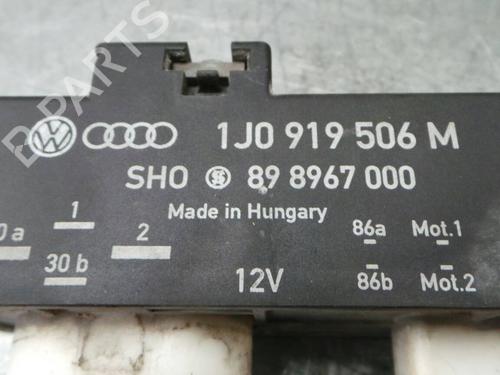 B-PARTS
1J0 919 506 M
SHO 89 8967 000
Made in Hungary
1 2 86a Mot.1
0 a 30 b 12V 86b Mot.2